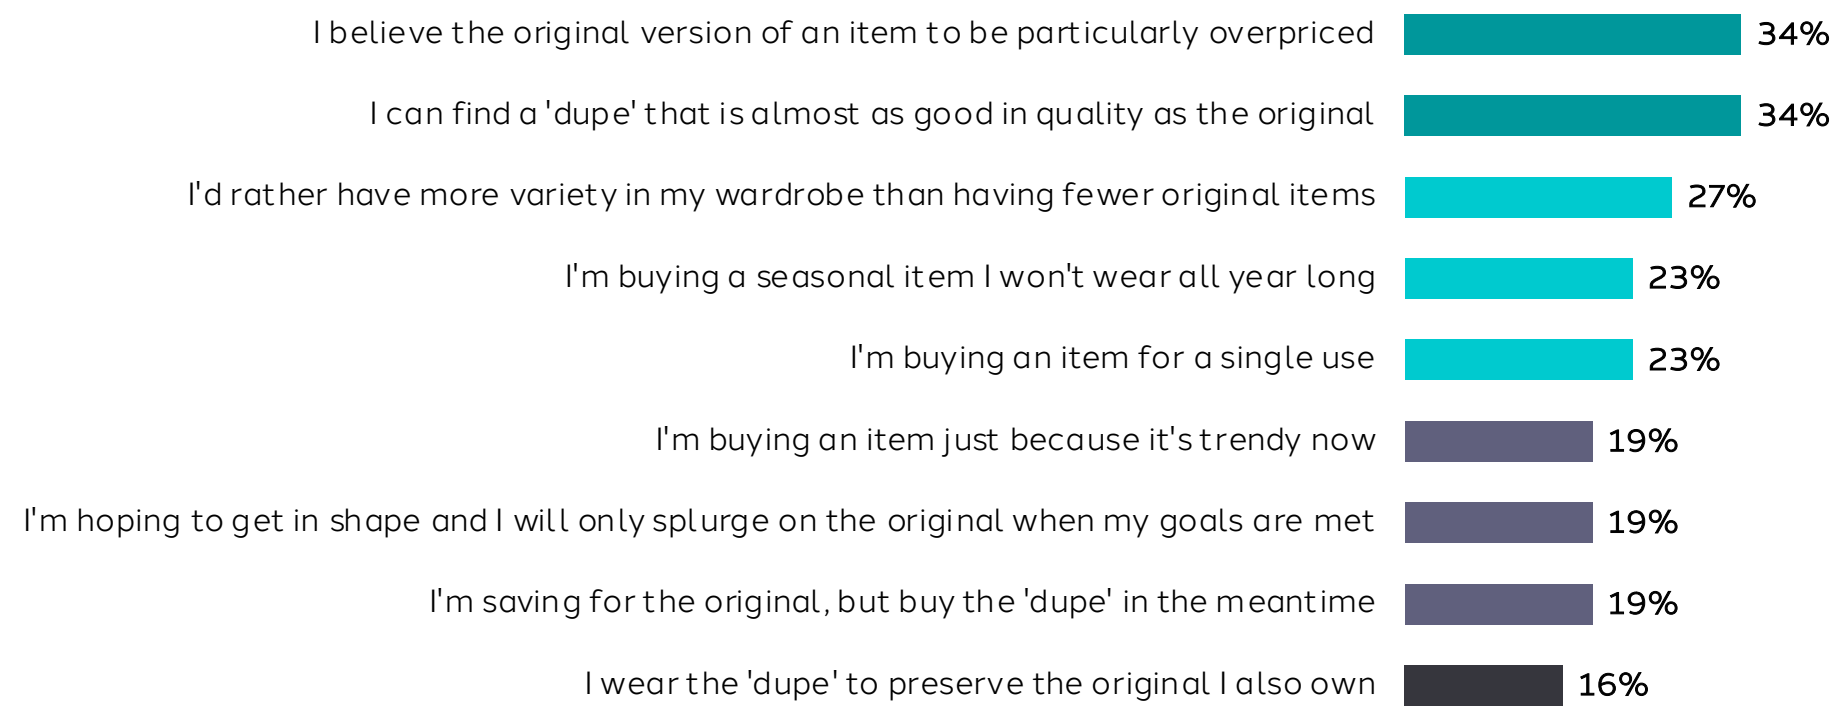 I believe the original version of an item to be particularly overpriced 34%
I can find a 'dupe' that is almost as good in quality as the original 34%
I'd rather have more variety in my wardrobe than having fewer original items 27%
I'm buying a seasonal item I won't wear all year long 23%
I'm buying an item for a single use 23%
I'm buying an item just because it's trendy now 19%
I'm hoping to get in shape and I will only splurge on the original when my goals are met 19%
I'm saving for the original, but buy the 'dupe' in the meantime 19%
I wear the 'dupe' to preserve the original I also own 16%